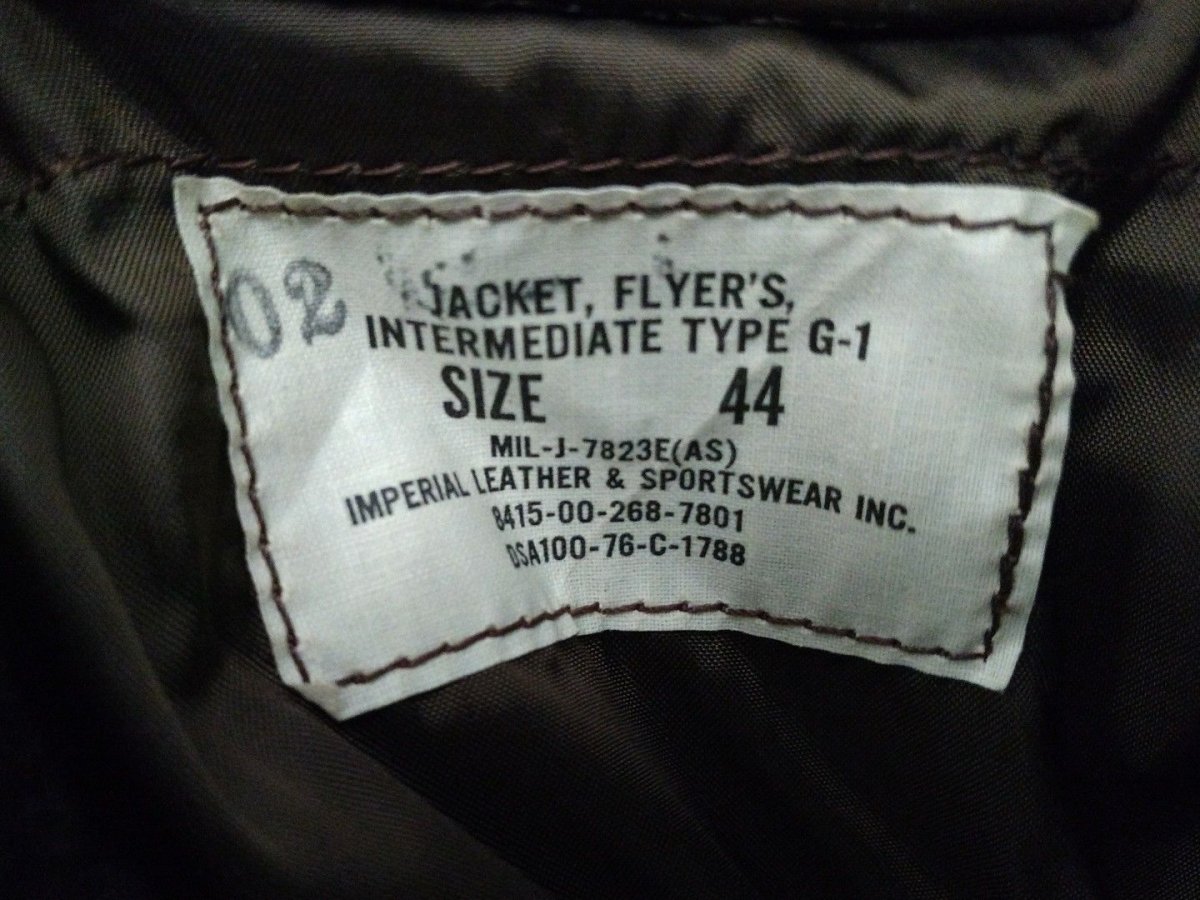 02
JACKET, FLYER'S,
INTERMEDIATE TYPE G-1
SIZE 44
MIL-J-7823E(AS)
IMPERIAL LEATHER & SPORTSWEAR INC.
8415-00-268-7801
DSA100-76-C-1788